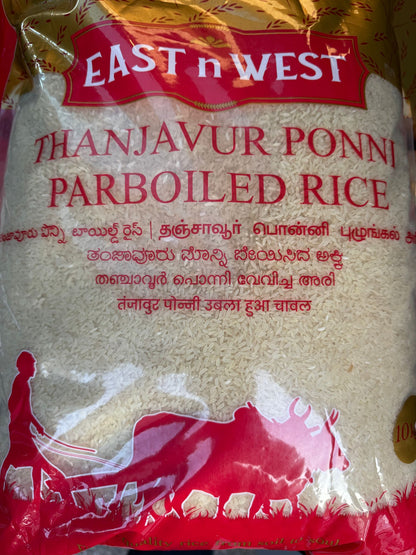 EAST n WEST
THANJAVUR PONNI
PARBOILED RICE
పొన్ని బాయిల్డ్ రైస్ | தஞ்சாவூர் பொன்னி புழுங்கல்
ತಂಜಾವೂರು ಪೊನ್ನಿ ಬೇಯಿಸಿದ ಅಕ್ಕಿ
തഞ്ചാവൂർ പൊന്നി വേവിച്ച അരി
तंजावुर पोन्नी उबला हुआ चावल